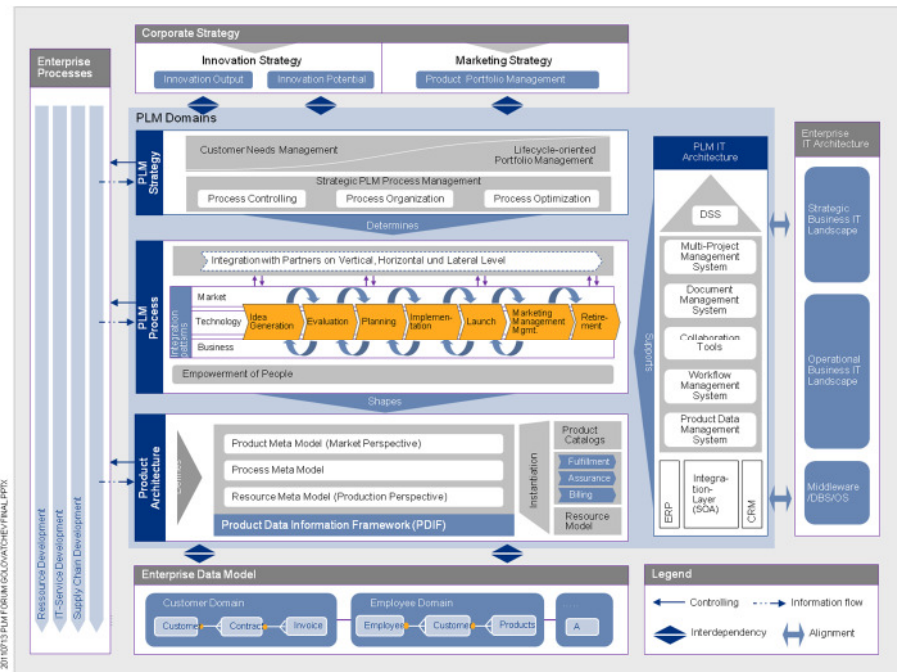 Corporate Strategy
Enterprise
Processes
Innovation Strategy
Marketing Strategy
Innovation Output
Innovation Potential
Product Portfolio Management
PLM Domains
PLM
Strategy
Customer Needs Management
Lifecycle-oriented
Portfolio Management
Strategic PLM Process Management
Process Controlling
Process Organization
Process Optimization
Determines
PLM
Process
Integration with Partners on Vertical, Horizontal und Lateral Level
Integration
patterns
Market
Technology
Business
Idea
Generation
Evaluation
Planning
Implemen-
tation
Launch
Marketing
Management
Mgmt.
Retire-
ment
Empowerment of People
Shapes
Product
Architecture
Defines
Product Meta Model (Market Perspective)
Process Meta Model
Resource Meta Model (Production Perspective)
Product Data Information Framework (PDIF)
Instantiation
Product
Catalogs
Fulfillment
Assurance
Billing
Resource
Model
Supports
PLM IT
Architecture
DSS
Multi-Project
Management
System
Document
Management
System
Collaboration
Tools
Workflow
Management
System
Product Data
Management
System
ERP
Integra-
tion-
Layer
(SOA)
CRM
Enterprise
IT Architecture
Strategic
Business IT
Landscape
Operational
Business IT
Landscape
Middleware
/DBS/OS
Ressource Development
IT-Service Development
Supply Chain Development
Enterprise Data Model
Customer Domain
Customer
Contract
Invoice
Employee Domain
Employee
Customer
Products
.....
A
Legend
Controlling
Information flow
Interdependency
Alignment
20110713 PLM FORUM GOLOVATCHEV FINAL.PPTX